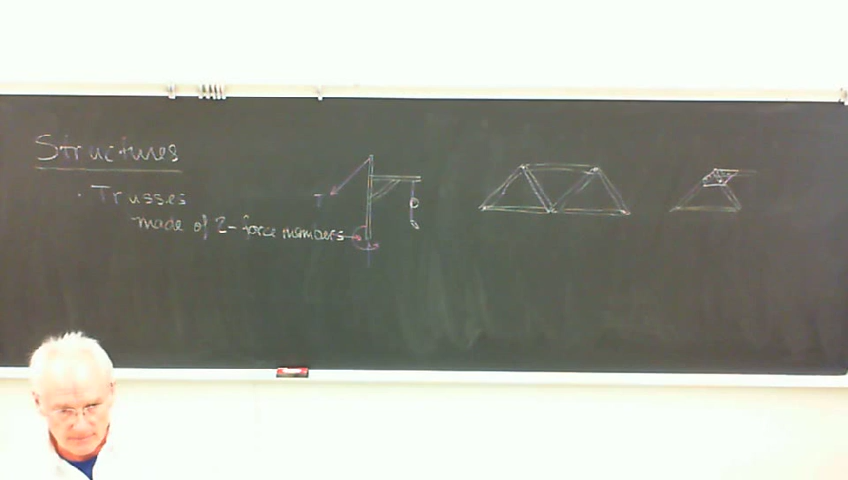 Structures
· Trusses
made of 2-force members
T